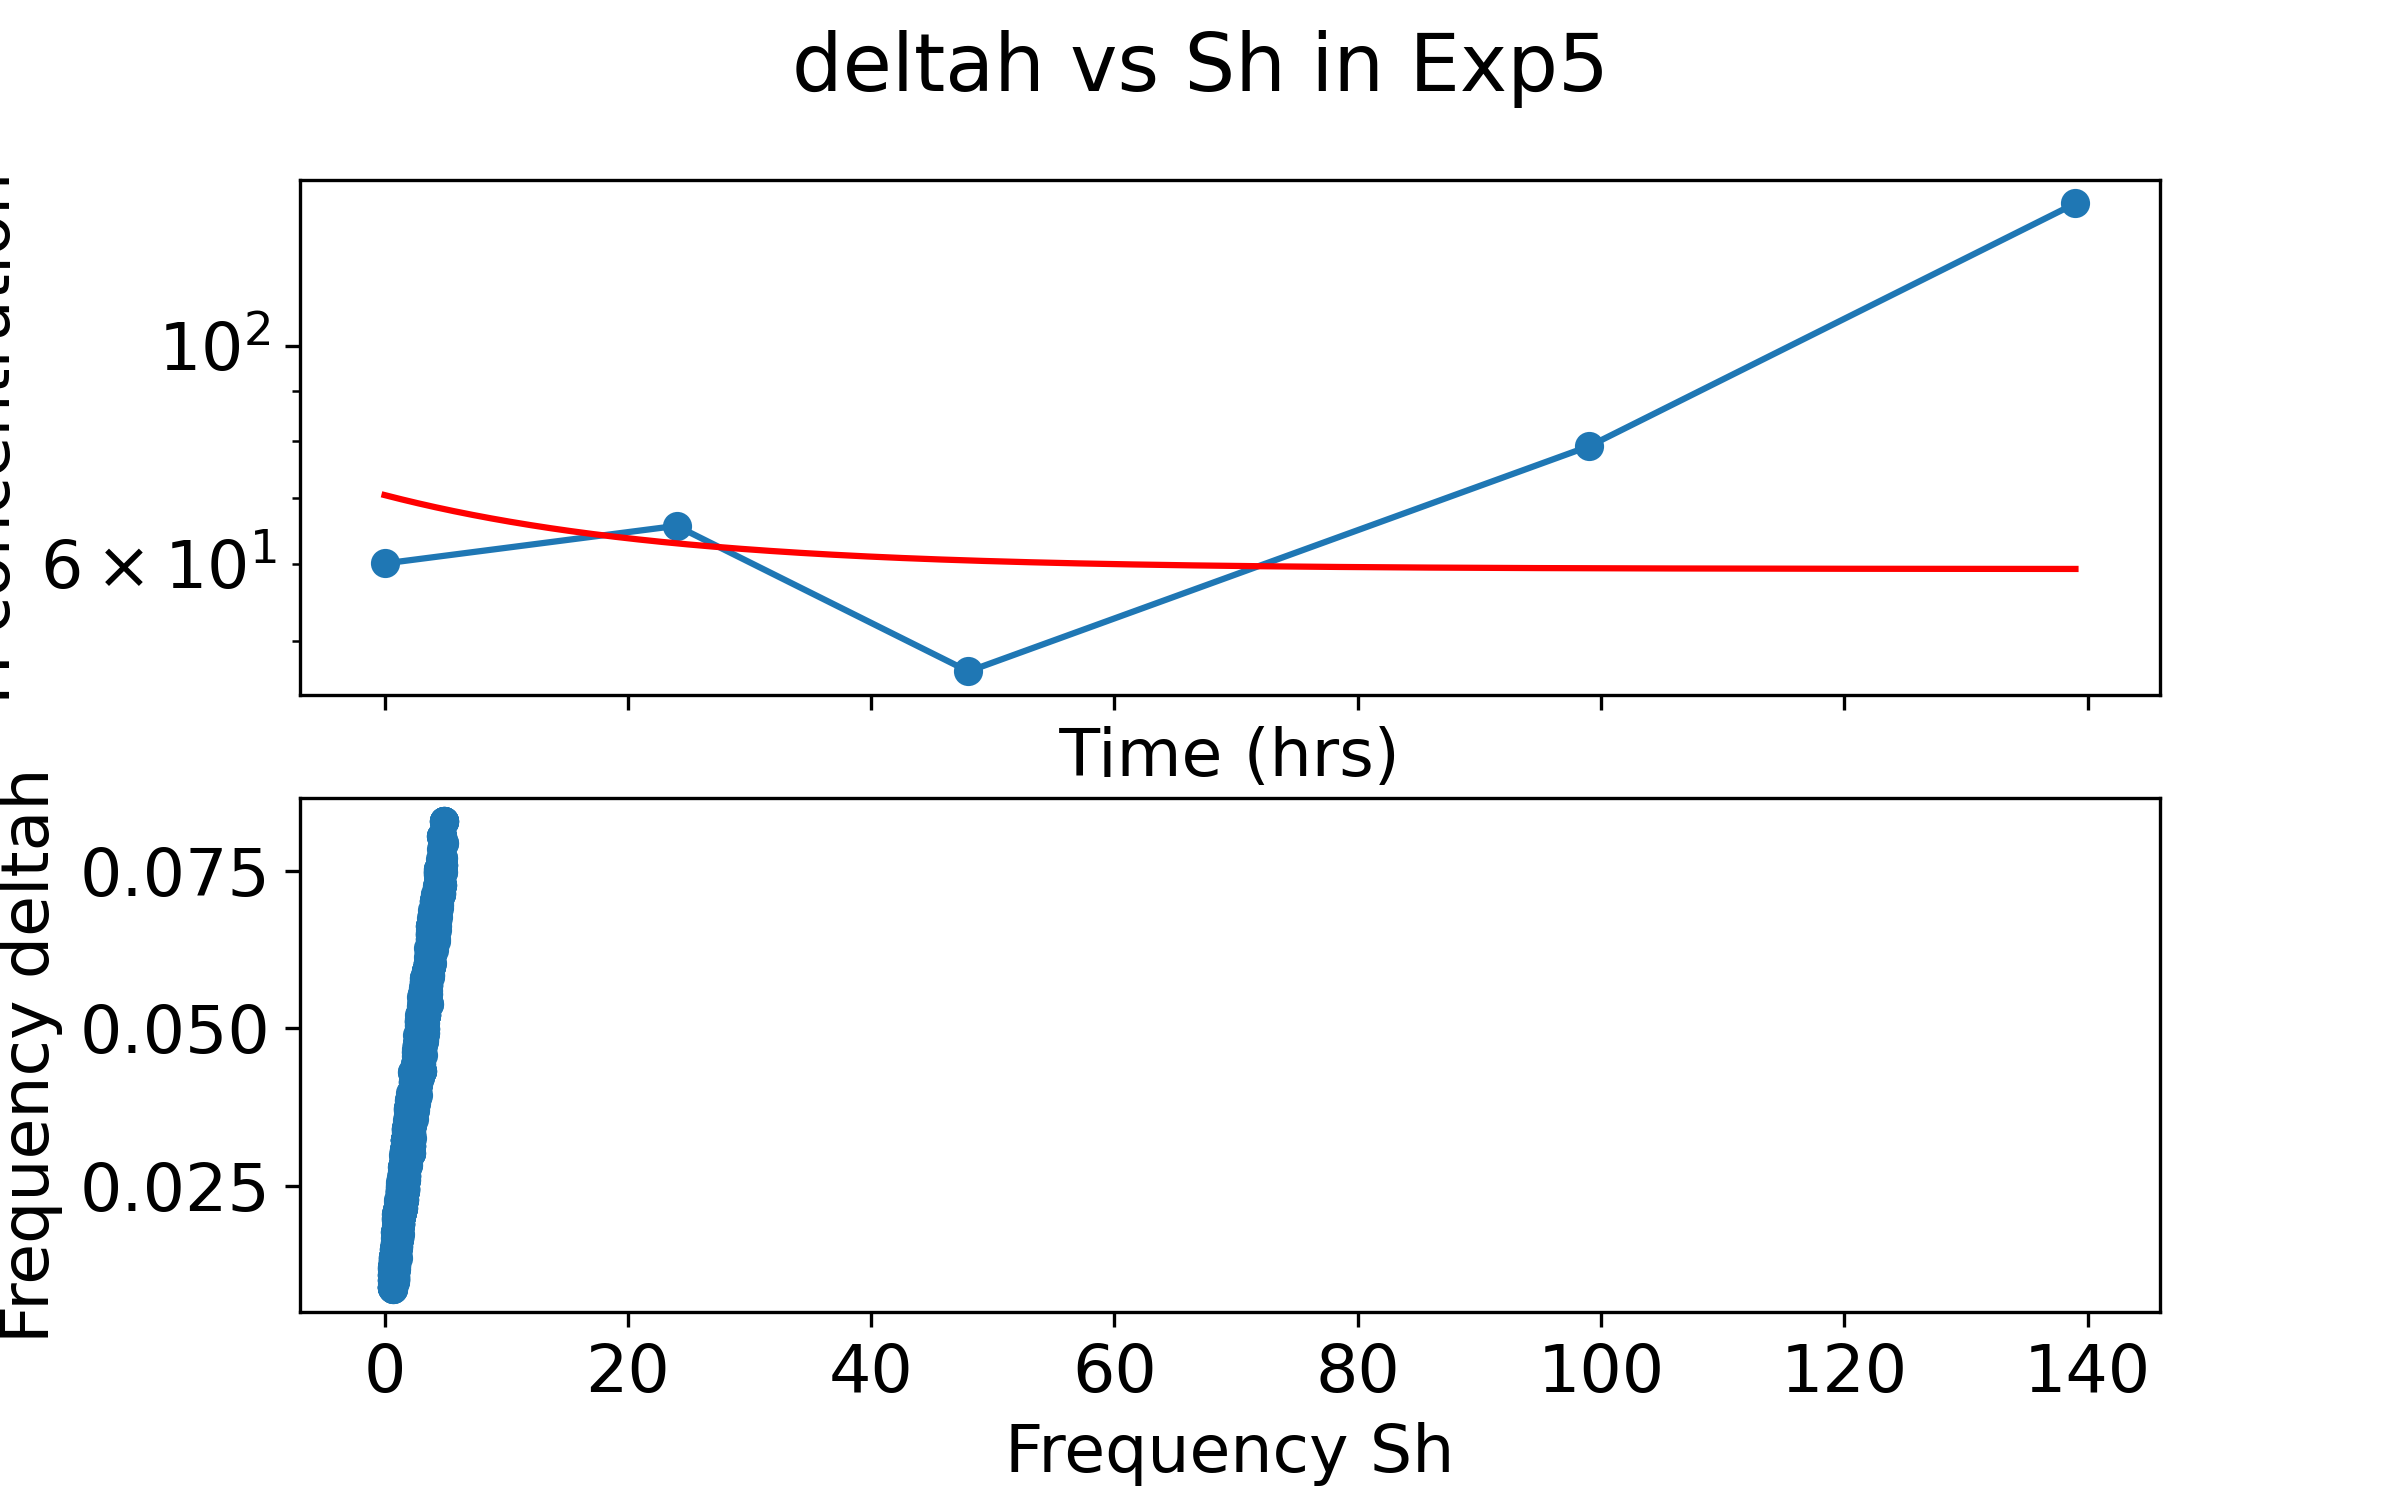 deltah vs Sh in Exp5
10²
6 × 10¹
Time (hrs)
Frequency deltah
0.075
0.050
0.025
0 20 40 60 80 100 120 140
Frequency Sh